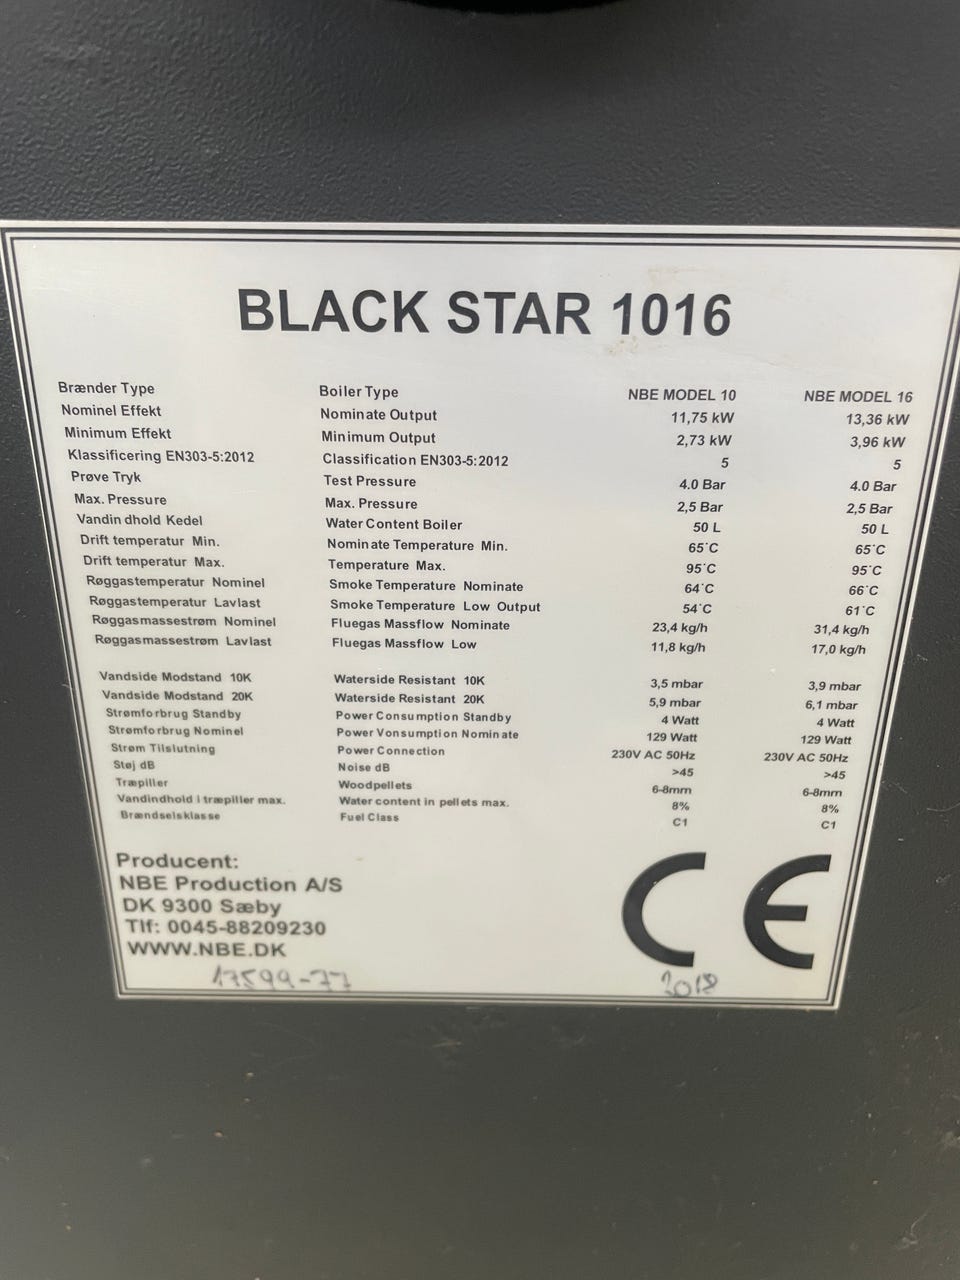 BLACK STAR 1016
Brænder Type Boiler Type NBE MODEL 10 NBE MODEL 16
Nominel Effekt Nominate Output 11,75 kW 13,36 kW
Minimum Effekt Minimum Output 2,73 kW 3,96 kW
Klassificering EN303-5:2012 Classification EN303-5:2012 5 5
Prøve Tryk Test Pressure 4.0 Bar 4.0 Bar
Max. Pressure Max. Pressure 2,5 Bar 2,5 Bar
Vandin dhold Kedel Water Content Boiler 50 L 50 L
Drift temperatur Min. Nominate Temperature Min. 65°C 65°C
Drift temperatur Max. Temperature Max. 95°C 95°C
Røggastemperatur Nominel Smoke Temperature Nominate 64°C 66°C
Røggastemperatur Lavlast Smoke Temperature Low Output 54°C 61°C
Røggasmassestrøm Nominel Fluegas Massflow Nominate 23,4 kg/h 31,4 kg/h
Røggasmassestrøm Lavlast Fluegas Massflow Low 11,8 kg/h 17,0 kg/h
Vandside Modstand 10K Waterside Resistant 10K 3,5 mbar 3,9 mbar
Vandside Modstand 20K Waterside Resistant 20K 5,9 mbar 6,1 mbar
Strømforbrug Standby Power Consumption Standby 4 Watt 4 Watt
Strømforbrug Nominel Power Vonsumption Nominate 129 Watt 129 Watt
Strøm Tilslutning Power Connection 230V AC 50Hz 230V AC 50Hz
Støj dB Noise dB >45 >45
Træpiller Woodpellets 6-8mm 6-8mm
Vandindhold i træpiller max. Water content in pellets max. 8% 8%
Brændselsklasse Fuel Class C1 C1
Producent:
NBE Production A/S
DK 9300 Sæby
Tlf: 0045-88209230
WWW.NBE.DK
CE
17599-77 2018